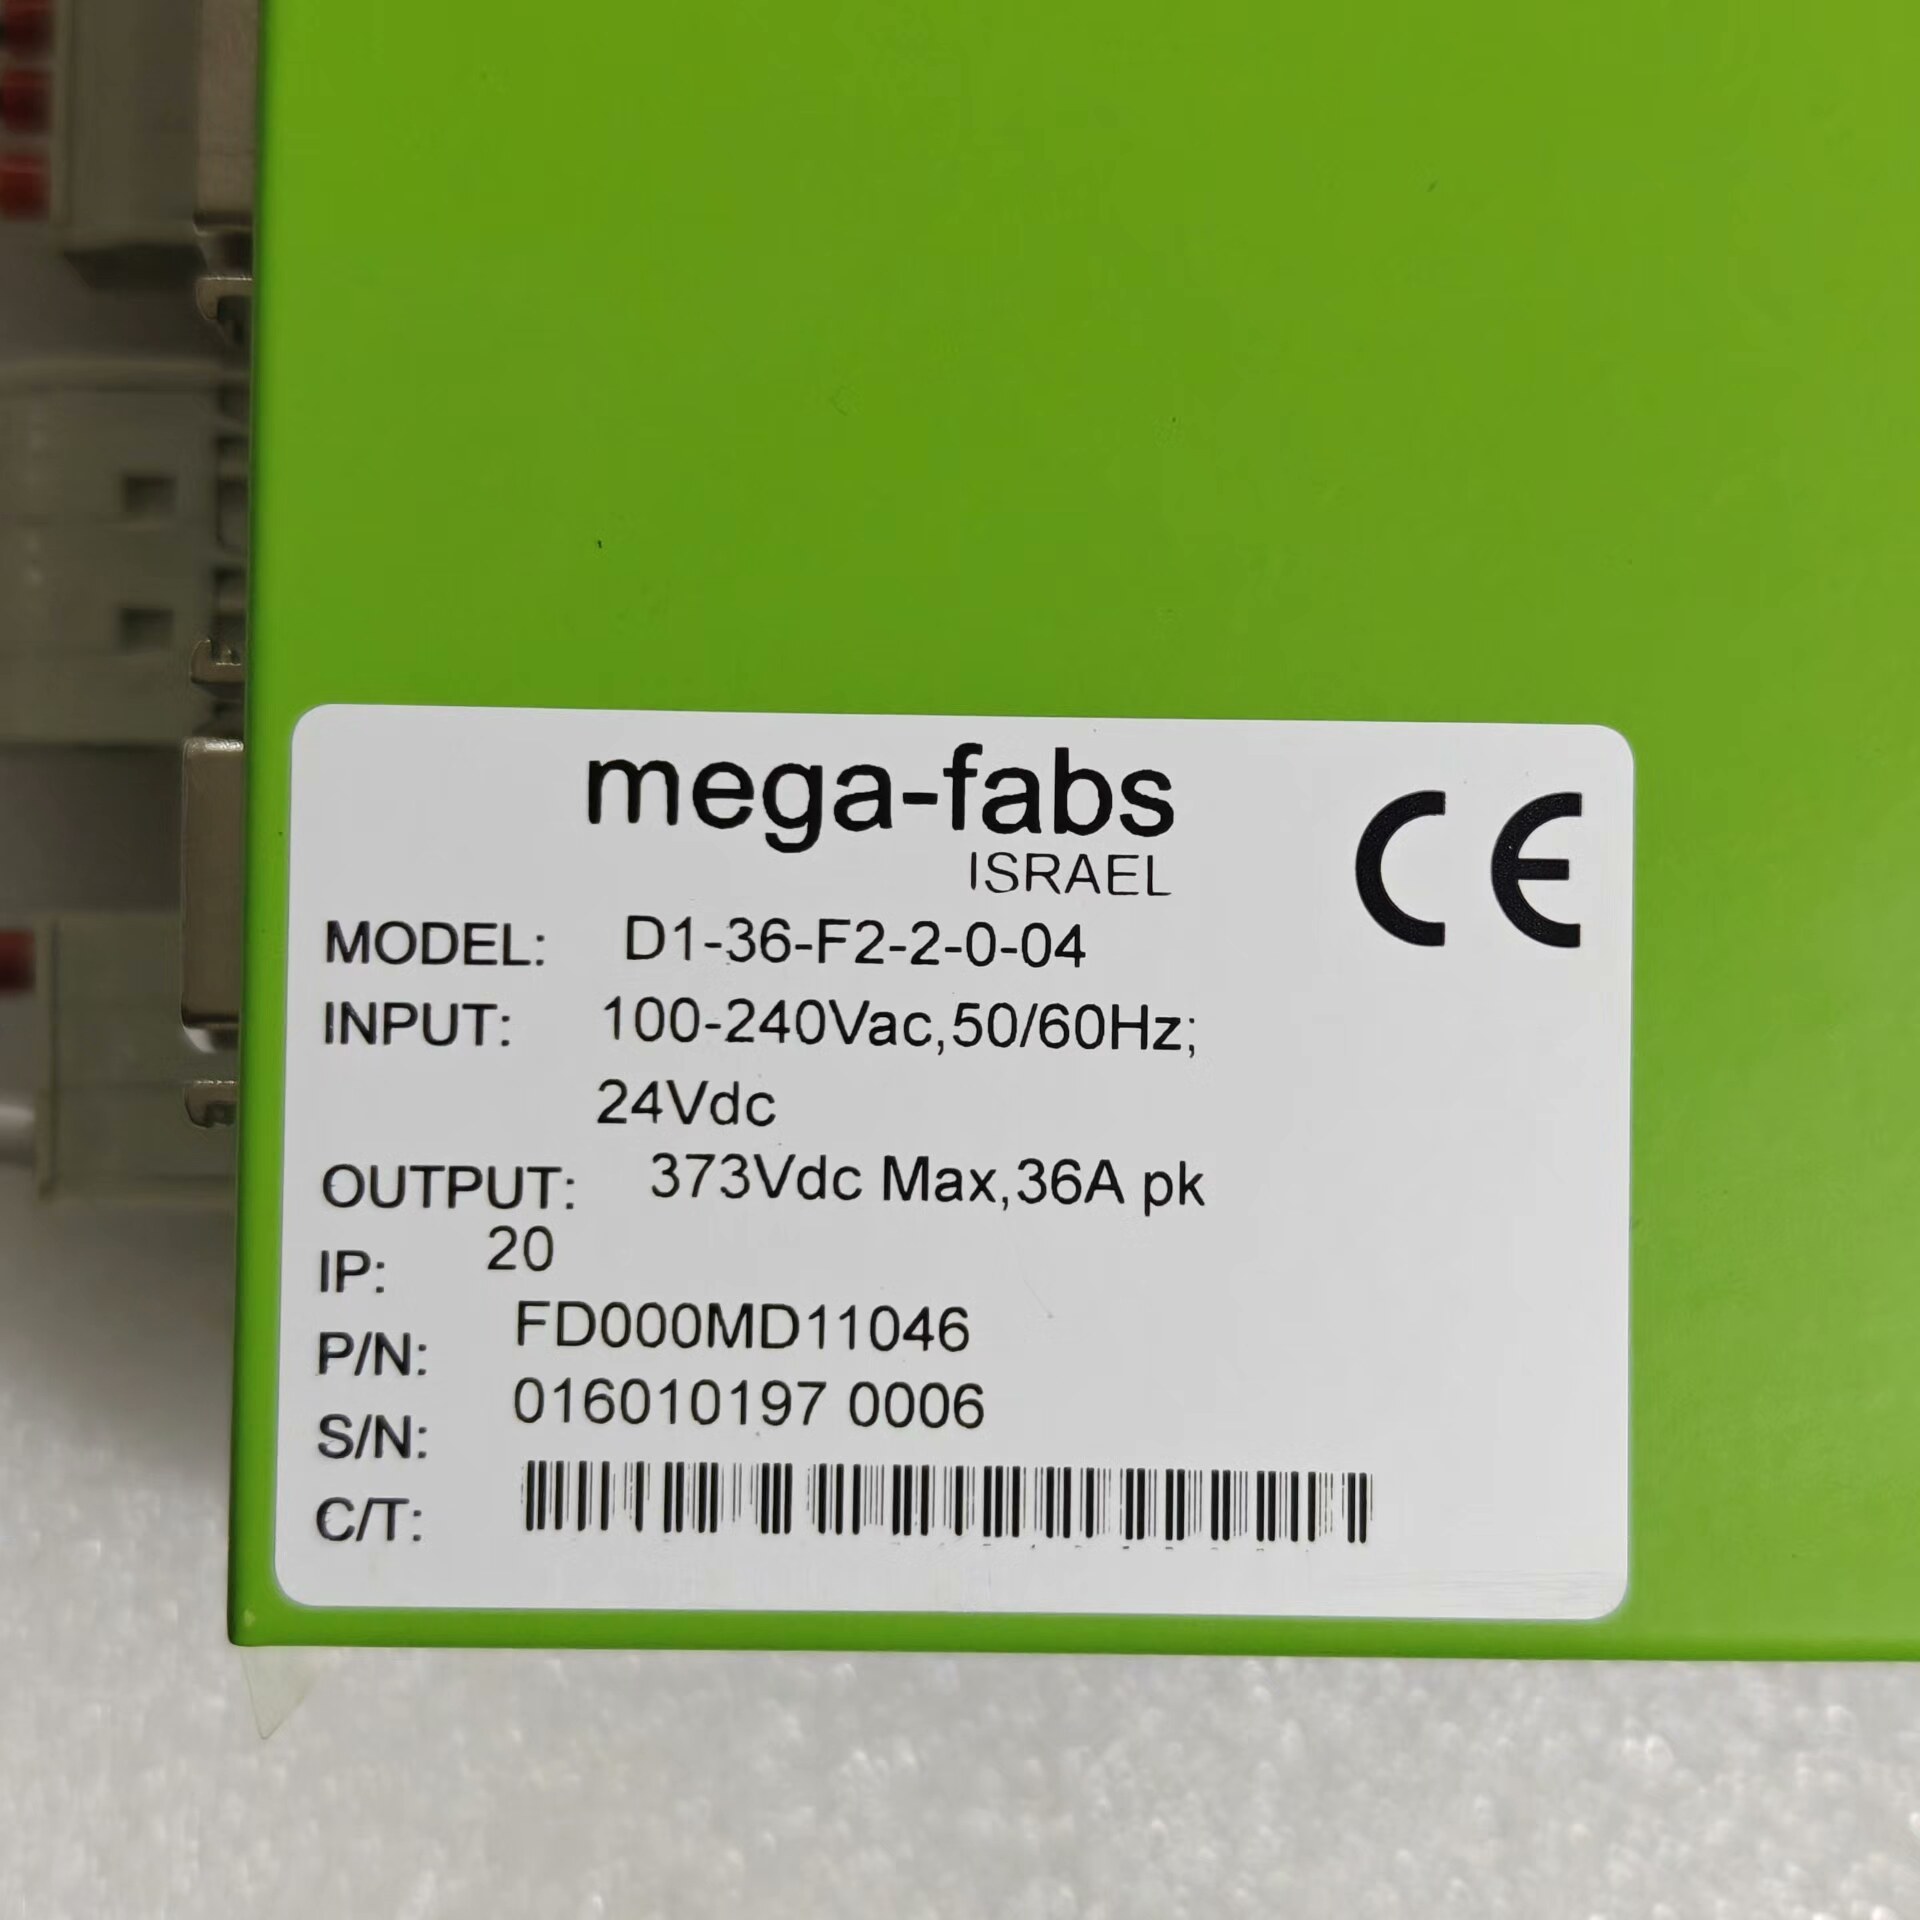 mega-fabs
ISRAEL
CE
MODEL: D1-36-F2-2-0-04
INPUT: 100-240Vac,50/60Hz;
24Vdc
OUTPUT: 373Vdc Max,36A pk
IP: 20
P/N: FD000MD11046
S/N: 016010197 0006
C/T: